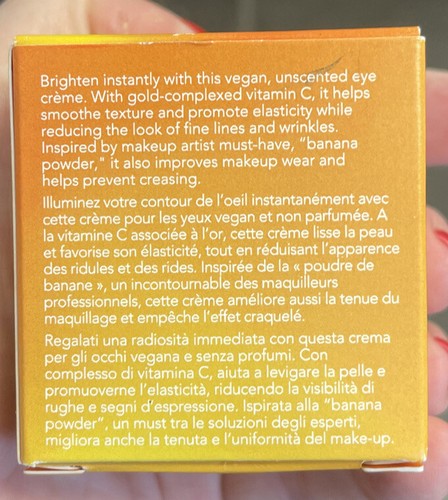 Brighten instantly with this vegan, unscented eye
crème. With gold-complexed vitamin C, it helps
smoothe texture and promote elasticity while
reducing the look of fine lines and wrinkles.
Inspired by makeup artist must-have, "banana
powder," it also improves makeup wear and
helps prevent creasing.
Illuminez votre contour de l'oeil instantanément avec
cette crème pour les yeux vegan et non parfumée. A
la vitamine C associée à l'or, cette crème lisse la peau
et favorise son élasticité, tout en réduisant l'apparence
des ridules et des rides. Inspirée de la « poudre de
banane », un incontournable des maquilleurs
professionnels, cette crème améliore aussi la tenue du
maquillage et empêche l'effet craquelé.
Regalati una radiosità immediata con questa crema
per gli occhi vegana e senza profumi. Con
complesso di vitamina C, aiuta a levigare la pelle e
promuoverne l'elasticità, riducendo la visibilità di
rughe e segni d'espressione. Ispirata alla "banana
powder", un must tra le soluzioni degli esperti,
migliora anche la tenuta e l'uniformità del make-up.